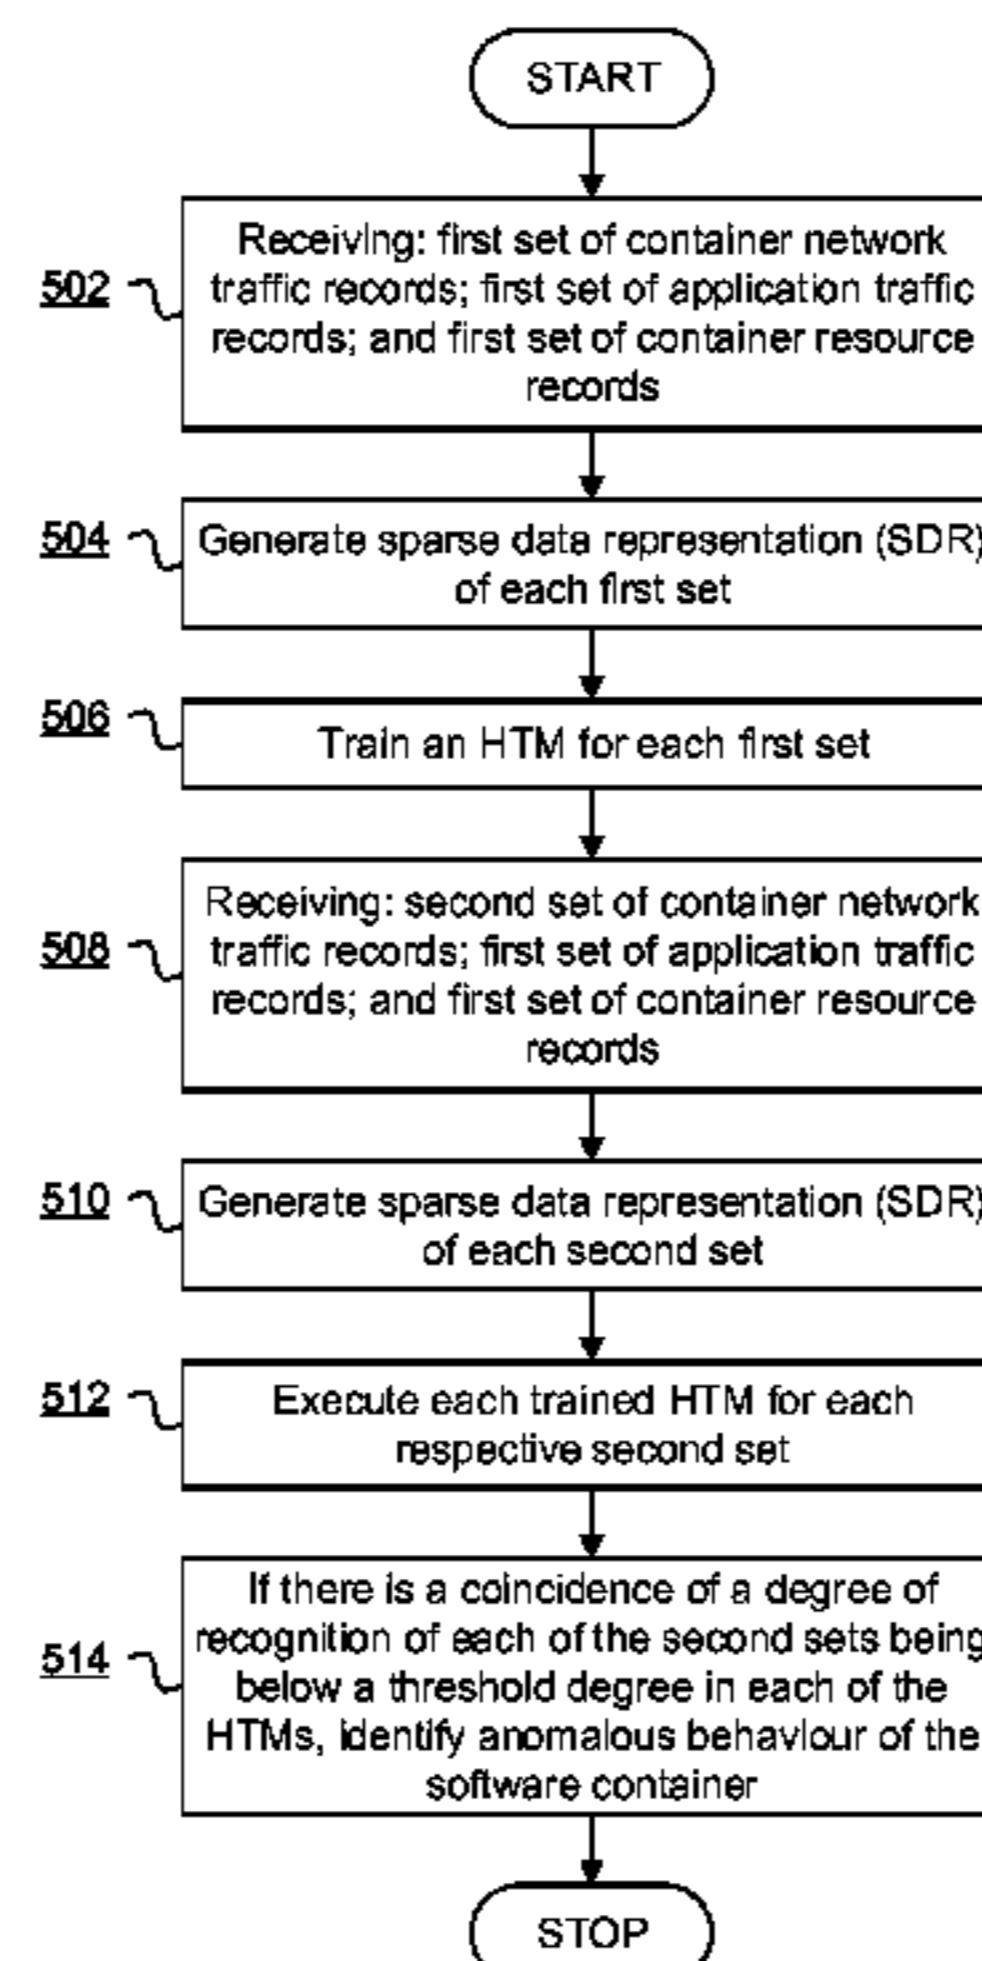 START
502
Receiving: first set of container network
traffic records; first set of application traffic
records; and first set of container resource
records
504
Generate sparse data representation (SDR)
of each first set
506
Train an HTM for each first set
508
Receiving: second set of container network
traffic records; first set of application traffic
records; and first set of container resource
records
510
Generate sparse data representation (SDR)
of each second set
512
Execute each trained HTM for each
respective second set
514
If there is a coincidence of a degree of
recognition of each of the second sets being
below a threshold degree in each of the
HTMs, identify anomalous behaviour of the
software container
STOP